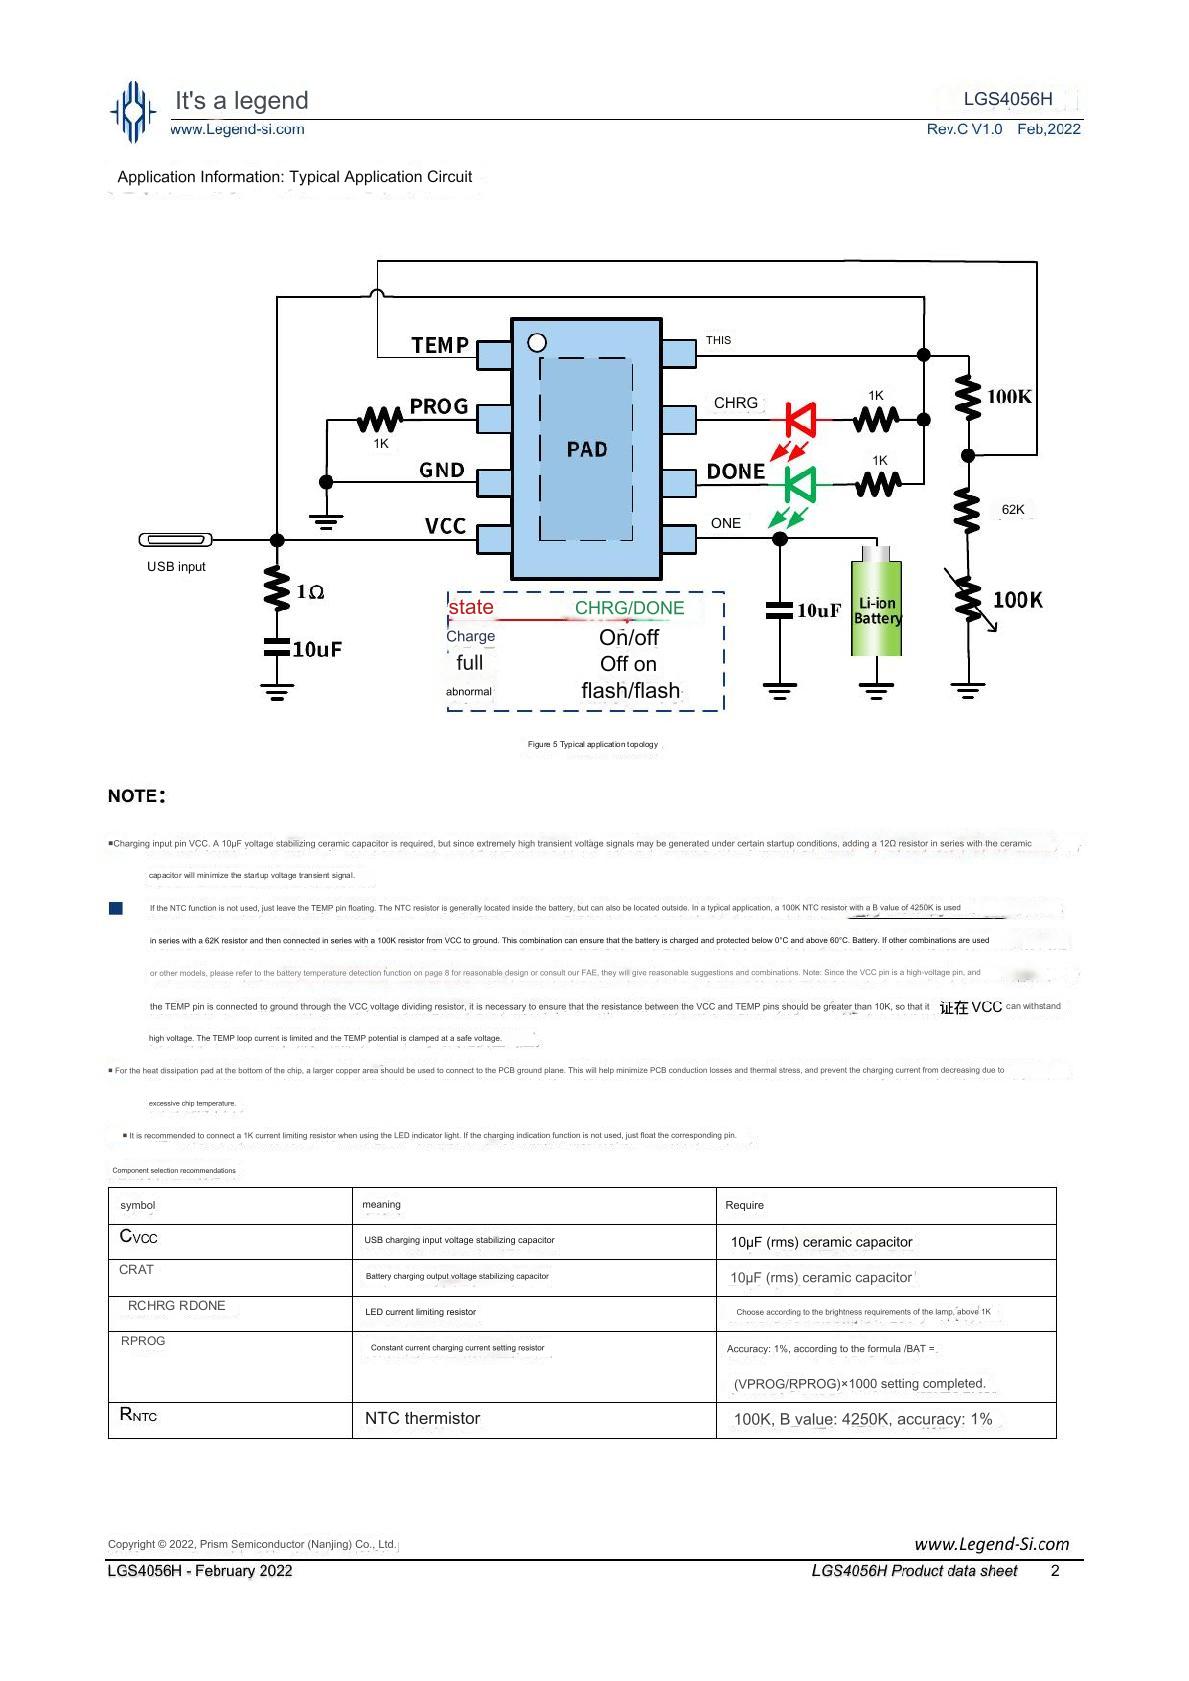 It's a legend
LGS4056H
www.Legend-si.com
Rev.C V1.0 Feb,2022
Application Information: Typical Application Circuit
TEMP
THIS
PROG
CHRG
1K
100K
1K
GND
DONE
1K
PAD
VCC
ONE
62K
USB input
1Ω
10uF
10uF
Li-ion
Battery
100K
state CHRG/DONE
Charge On/off
full Off on
abnormal flash/flash
Figure 5 Typical application topology
NOTE：
■Charging input pin VCC. A 10μF voltage stabilizing ceramic capacitor is required, but since extremely high transient voltage signals may be generated under certain startup conditions, adding a 12Ω resistor in series with the ceramic
capacitor will minimize the startup voltage transient signal.
■ If the NTC function is not used, just leave the TEMP pin floating. The NTC resistor is generally located inside the battery, but can also be located outside. In a typical application, a 100K NTC resistor with a B value of 4250K is used
in series with a 62K resistor and then connected in series with a 100K resistor from VCC to ground. This combination can ensure that the battery is charged and protected below 0°C and above 60°C. Battery. If other combinations are used
or other models, please refer to the battery temperature detection function on page 8 for reasonable design or consult our FAE, they will give reasonable suggestions and combinations. Note: Since the VCC pin is a high-voltage pin, and
the TEMP pin is connected to ground through the VCC voltage dividing resistor, it is necessary to ensure that the resistance between the VCC and TEMP pins should be greater than 10K, so that it 证在 VCC can withstand
high voltage. The TEMP loop current is limited and the TEMP potential is clamped at a safe voltage.
■ For the heat dissipation pad at the bottom of the chip, a larger copper area should be used to connect to the PCB ground plane. This will help minimize PCB conduction losses and thermal stress, and prevent the charging current from decreasing due to
excessive chip temperature.
■ It is recommended to connect a 1K current limiting resistor when using the LED indicator light. If the charging indication function is not used, just float the corresponding pin.
Component selection recommendations
symbol meaning Require
CVCC USB charging input voltage stabilizing capacitor 10μF (rms) ceramic capacitor
CRAT Battery charging output voltage stabilizing capacitor 10μF (rms) ceramic capacitor
RCHRG RDONE LED current limiting resistor Choose according to the brightness requirements of the lamp, above 1K
RPROG Constant current charging current setting resistor Accuracy: 1%, according to the formula /BAT =
(VPROG/RPROG)×1000 setting completed.
RNTC NTC thermistor 100K, B value: 4250K, accuracy: 1%
Copyright © 2022, Prism Semiconductor (Nanjing) Co., Ltd.
www.Legend-Si.com
LGS4056H - February 2022
LGS4056H Product data sheet 2